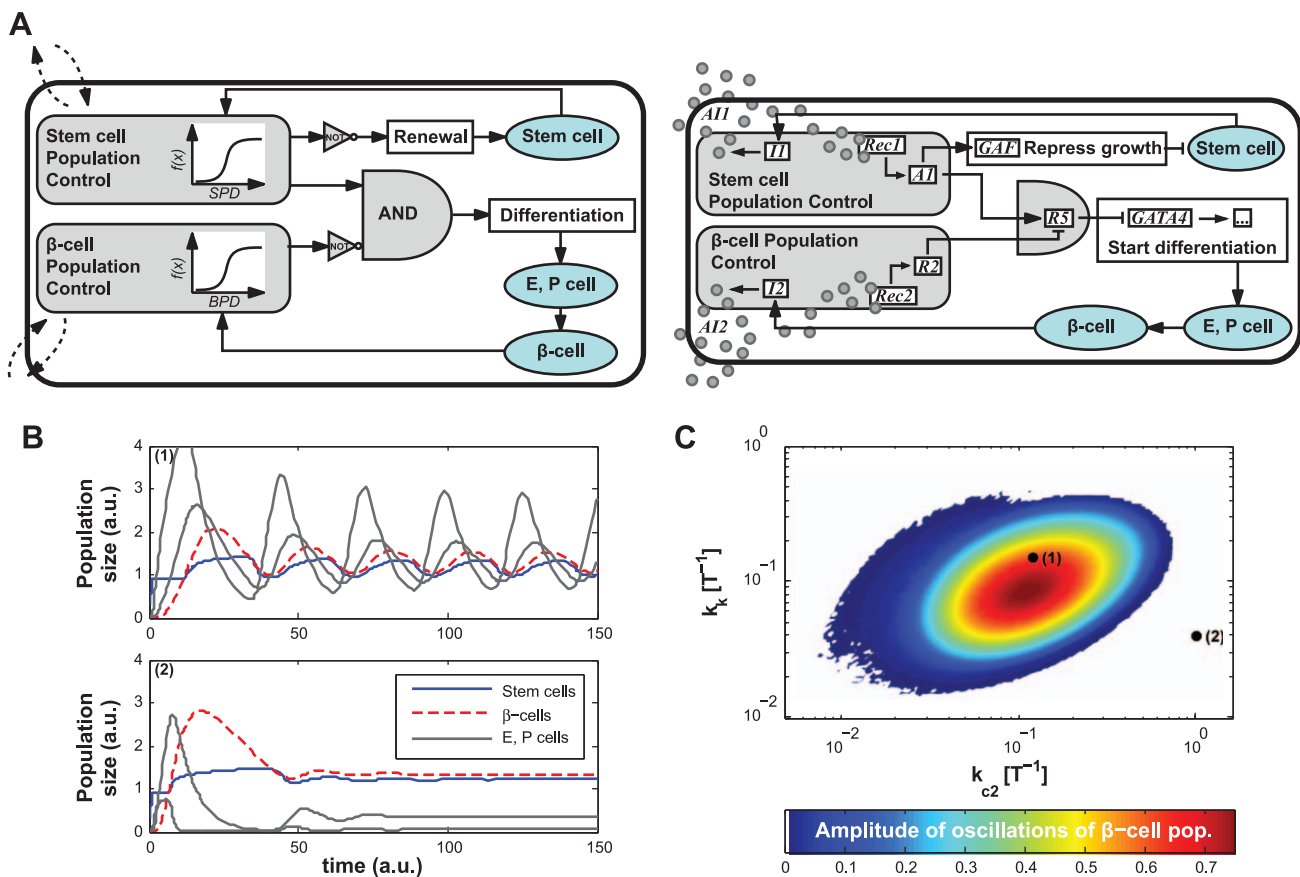 A
Stem cell
Population
Control
f(x)
SPD
NOT
Renewal
Stem cell
AND
Differentiation
β-cell
Population
Control
f(x)
BPD
NOT
E, P cell
β-cell
AI1
I1
Rec1
A1
Stem cell
Population Control
GAF Repress growth
Stem cell
β-cell Population
Control
I2
R2
Rec2
AI2
R5
GATA4
...
Start differentiation
β-cell
E, P cell
B
(1)
Population
size (a.u.)
4
3
2
1
0
0
50
100
150
(2)
Population
size (a.u.)
4
3
2
1
0
0
50
100
150
time (a.u.)
Stem cells
β-cells
E, P cells
C
10⁰
10⁻¹
10⁻²
kₖ [T⁻¹]
(1)
(2)
10⁻²
10⁻¹
10⁰
k_c2 [T⁻¹]
Amplitude of oscillations of β-cell pop.
0
0.1
0.2
0.3
0.4
0.5
0.6
0.7